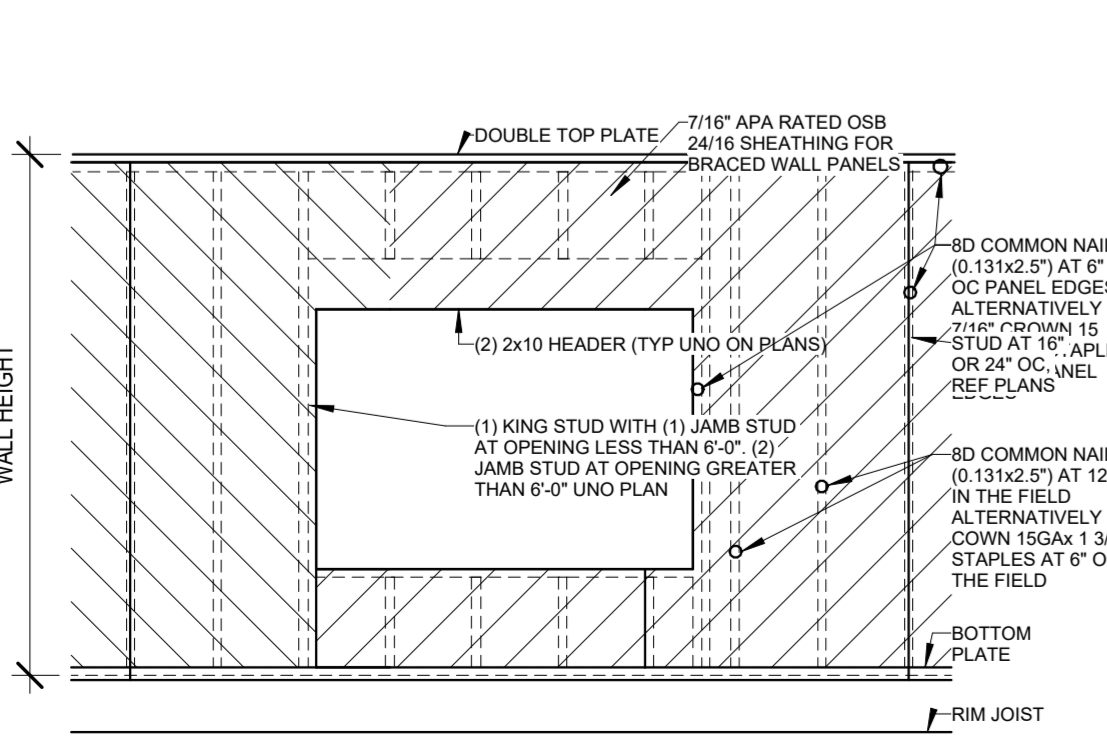 DOUBLE TOP PLATE
7/16" APA RATED OSB
24/16 SHEATHING FOR
BRACED WALL PANELS
WALL HEIGHT
8D COMMON
(0.131x2.5") AT 6"
OC PANEL
ALTERNATIVELY
7/16" CROWN 15
STUD AT 16"
OR 24" OC,
REF PLANS
(2) 2x10 HEADER (TYP UNO ON PLANS)
(1) KING STUD WITH (1) JAMB STUD
AT OPENING LESS THAN 6'-0". (2)
JAMB STUD AT OPENING GREATER
THAN 6'-0" UNO PLAN
8D COMMON
(0.131x2.5") AT 12
IN THE FIELD
ALTERNATIVELY
COWN 15GAx 1
STAPLES AT 6"
THE FIELD
BOTTOM
PLATE
RIM JOIST